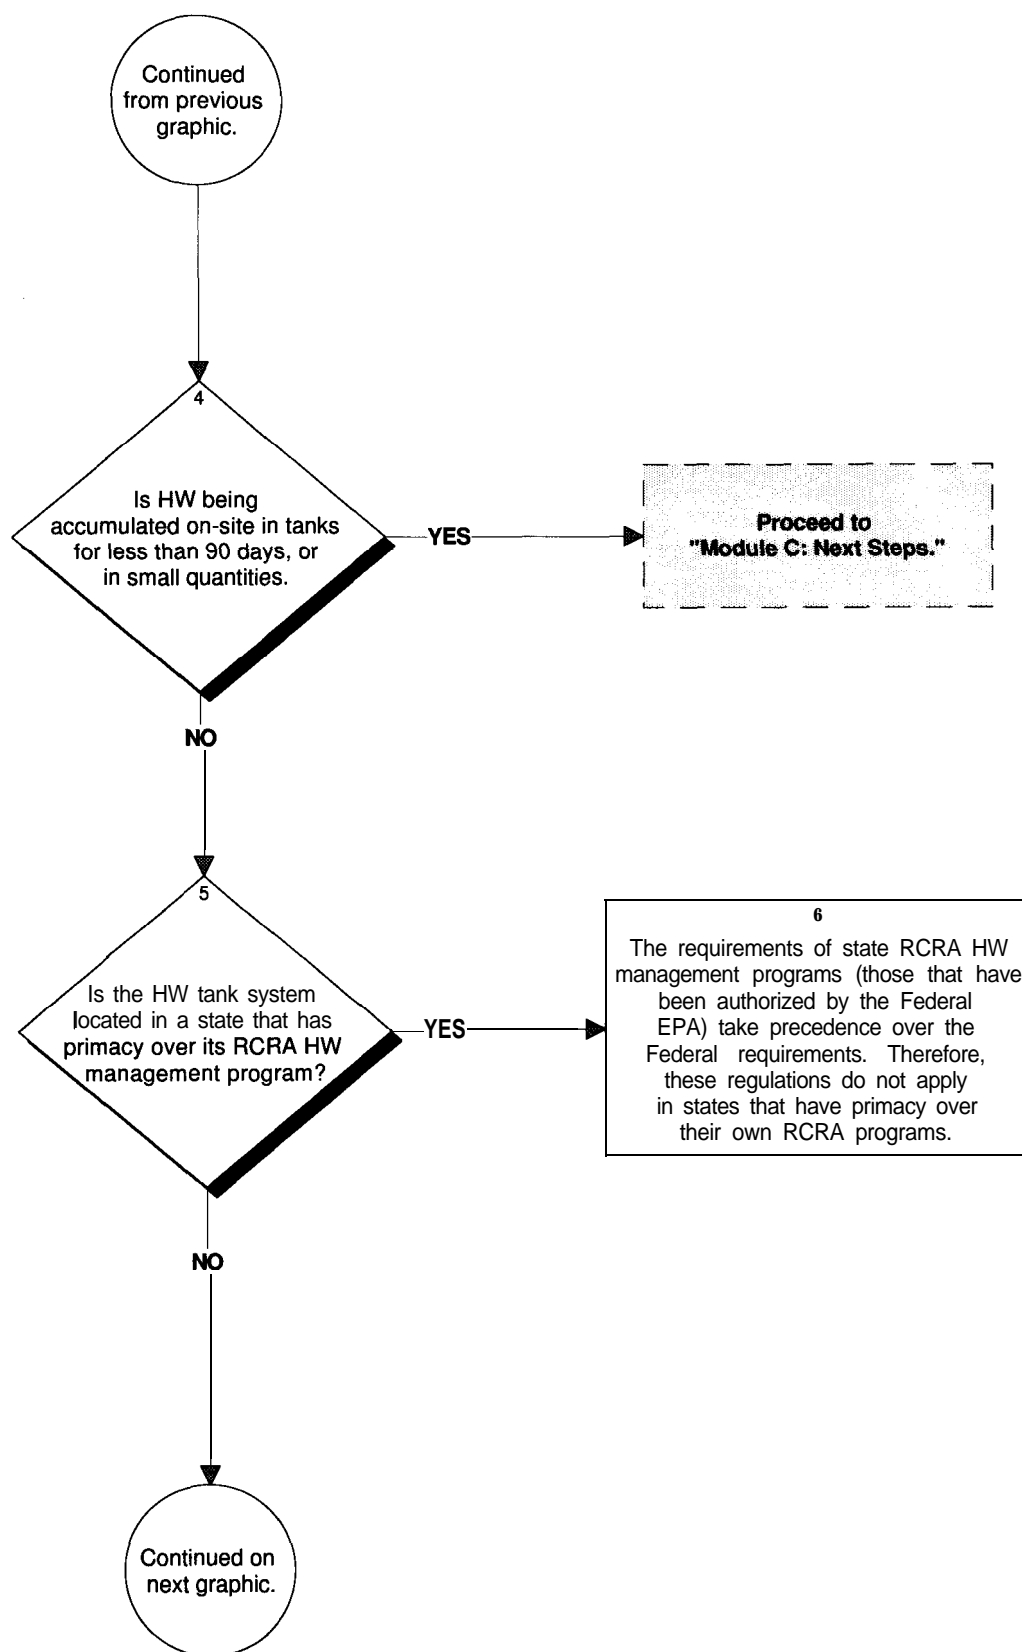 Continued
from previous
graphic.
4
Is HW being
accumulated on-site in tanks
for less than 90 days, or
in small quantities.
YES
Proceed to
"Module C: Next Steps."
NO
5
Is the HW tank system
located in a state that has
primacy over its RCRA HW
management program?
YES
6
The requirements of state RCRA HW
management programs (those that have
been authorized by the Federal
EPA) take precedence over the
Federal requirements. Therefore,
these regulations do not apply
in states that have primacy over
their own RCRA programs.
NO
Continued on
next graphic.